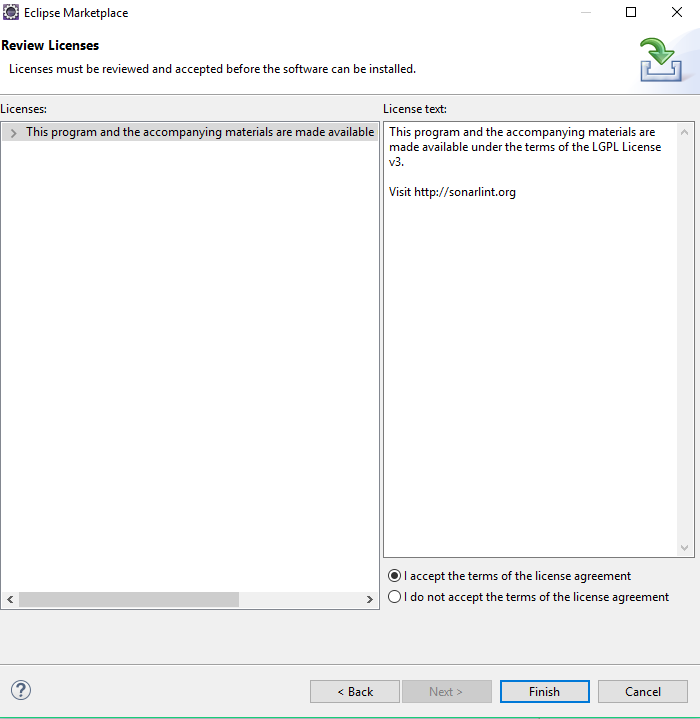 Eclipse Marketplace
Review Licenses
Licenses must be reviewed and accepted before the software can be installed.
Licenses:
This program and the accompanying materials are made available
License text:
This program and the accompanying materials are
made available under the terms of the LGPL License
v3.
Visit http://sonarlint.org
I accept the terms of the license agreement
I do not accept the terms of the license agreement
?
< Back
Next >
Finish
Cancel